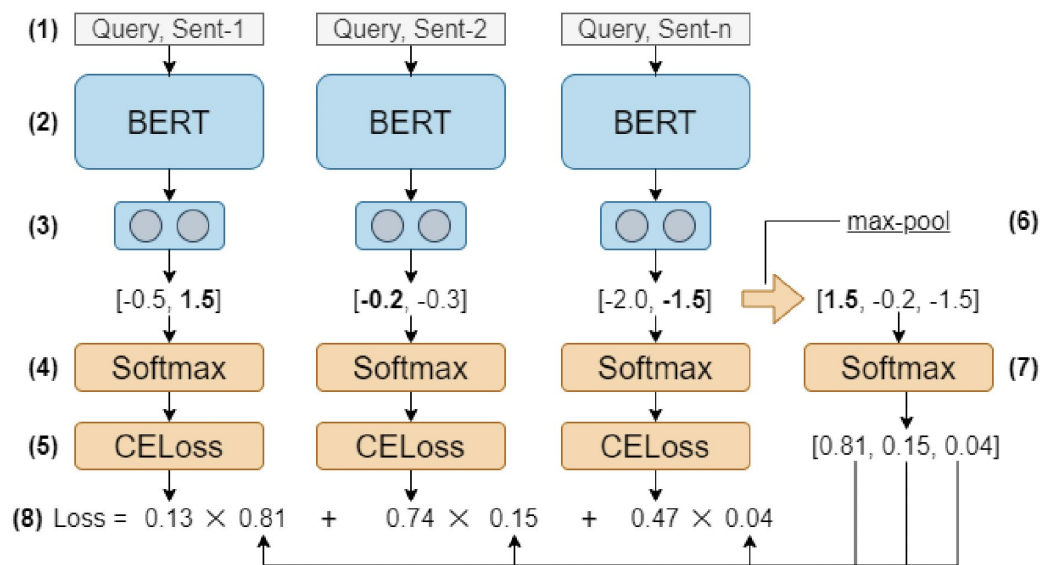 (1) Query, Sent-1 Query, Sent-2 Query, Sent-n
(2) BERT BERT BERT
(3) max-pool (6)
[-0.5, 1.5] [-0.2, -0.3] [-2.0, -1.5] [1.5, -0.2, -1.5]
(4) Softmax Softmax Softmax Softmax (7)
(5) CELoss CELoss CELoss [0.81, 0.15, 0.04]
(8) Loss = 0.13 × 0.81 + 0.74 × 0.15 + 0.47 × 0.04